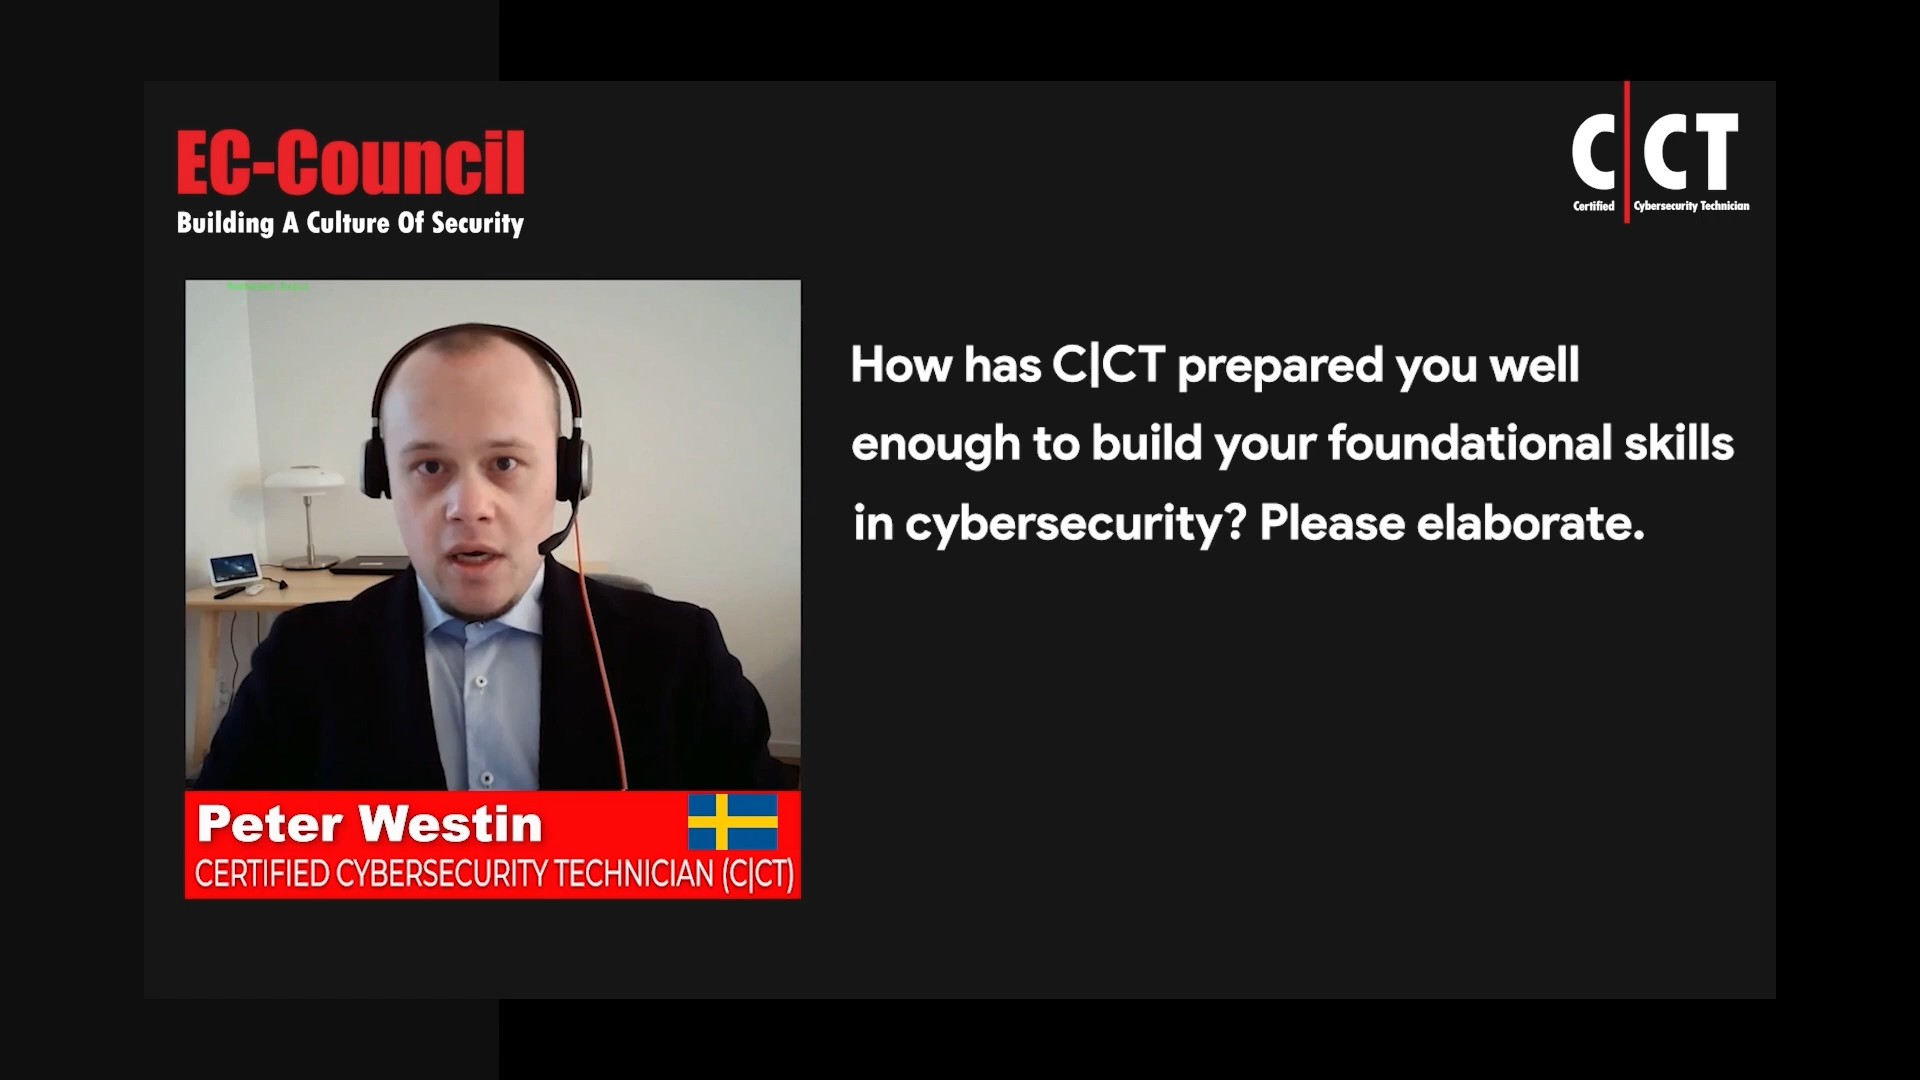 EC-Council
Building A Culture Of Security
C|CT
Certified Cybersecurity Technician
How has C|CT prepared you well
enough to build your foundational skills
in cybersecurity? Please elaborate.
Peter Westin
CERTIFIED CYBERSECURITY TECHNICIAN (C|CT)